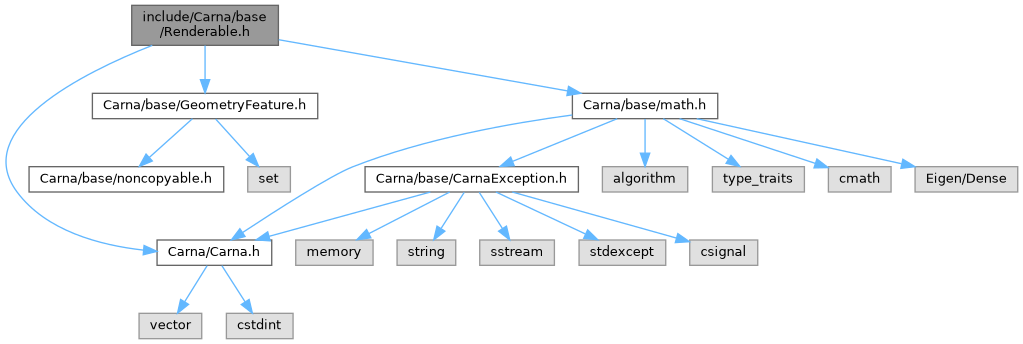 include/Carna/base
/Renderable.h
Carna/base/GeometryFeature.h
Carna/base/math.h
Carna/base/noncopyable.h
set
Carna/base/CarnaException.h
algorithm
type_traits
cmath
Eigen/Dense
Carna/Carna.h
memory
string
sstream
stdexcept
csignal
vector
cstdint